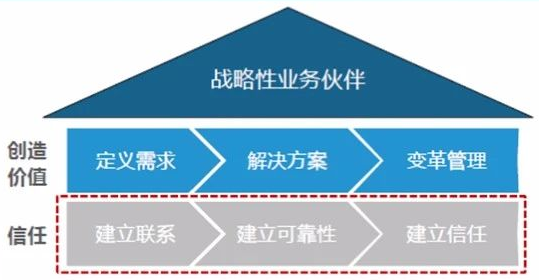 战略性业务伙伴
创造
价值
定义需求 解决方案 变革管理
信任 建立联系 建立可靠性 建立信任